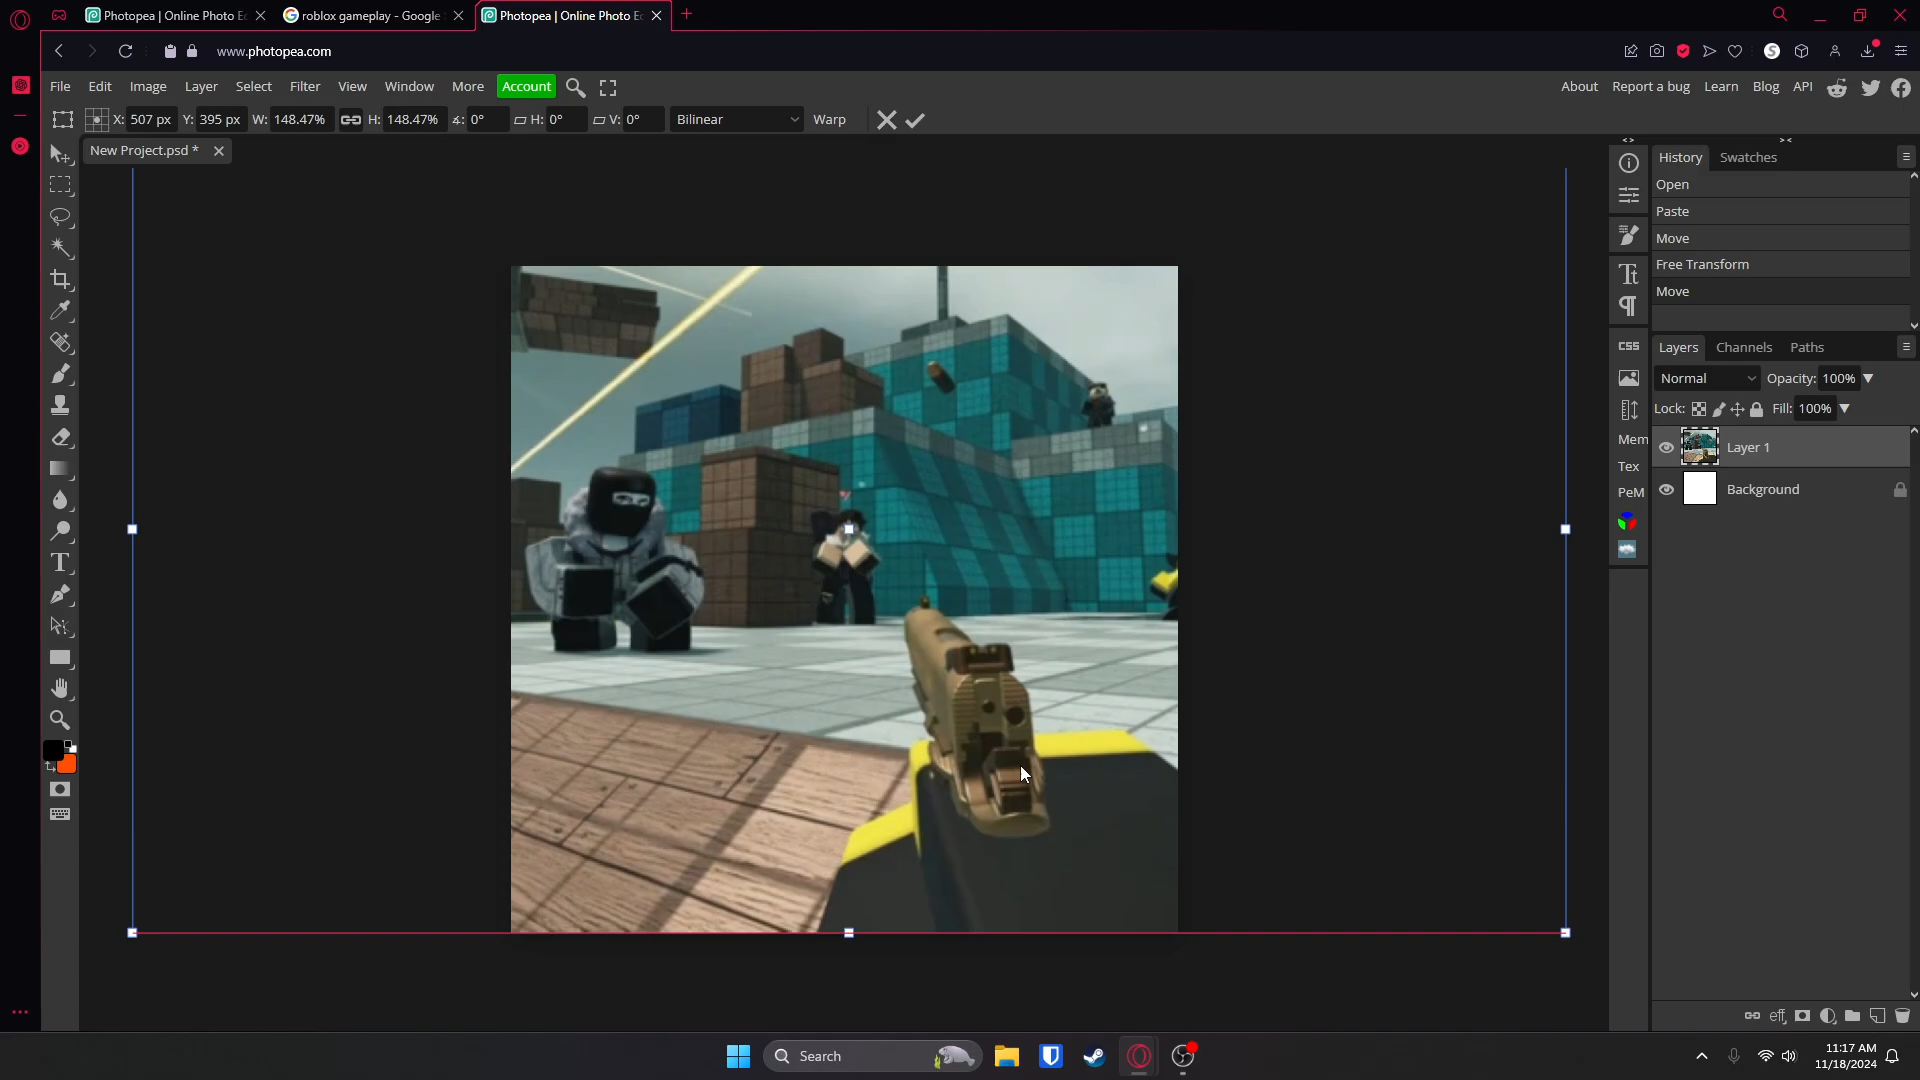 Photopea | Online Photo Ec
roblox gameplay - Google
Photopea | Online Photo Ec
www.photopea.com
File Edit Image Layer Select Filter View Window More Account
About Report a bug Learn Blog API
X: 507 px Y: 395 px W: 148.47% H: 148.47% 0° H: 0° V: 0° Bilinear Warp
New Project.psd *
History Swatches
Open
Paste
Move
Free Transform
Move
CSS
Layers Channels Paths
Normal Opacity: 100%
Lock: Fill: 100%
Mem
Layer 1
Tex
PeM
Background
eff
Search
11:17 AM
11/18/2024